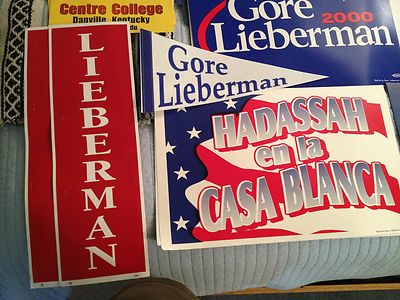 Centre College
Danville, Kentucky
Gore 2000
Lieberman
Gore
Lieberman
LIEBERMAN
HADASSAH
en la
CASA BLANCA